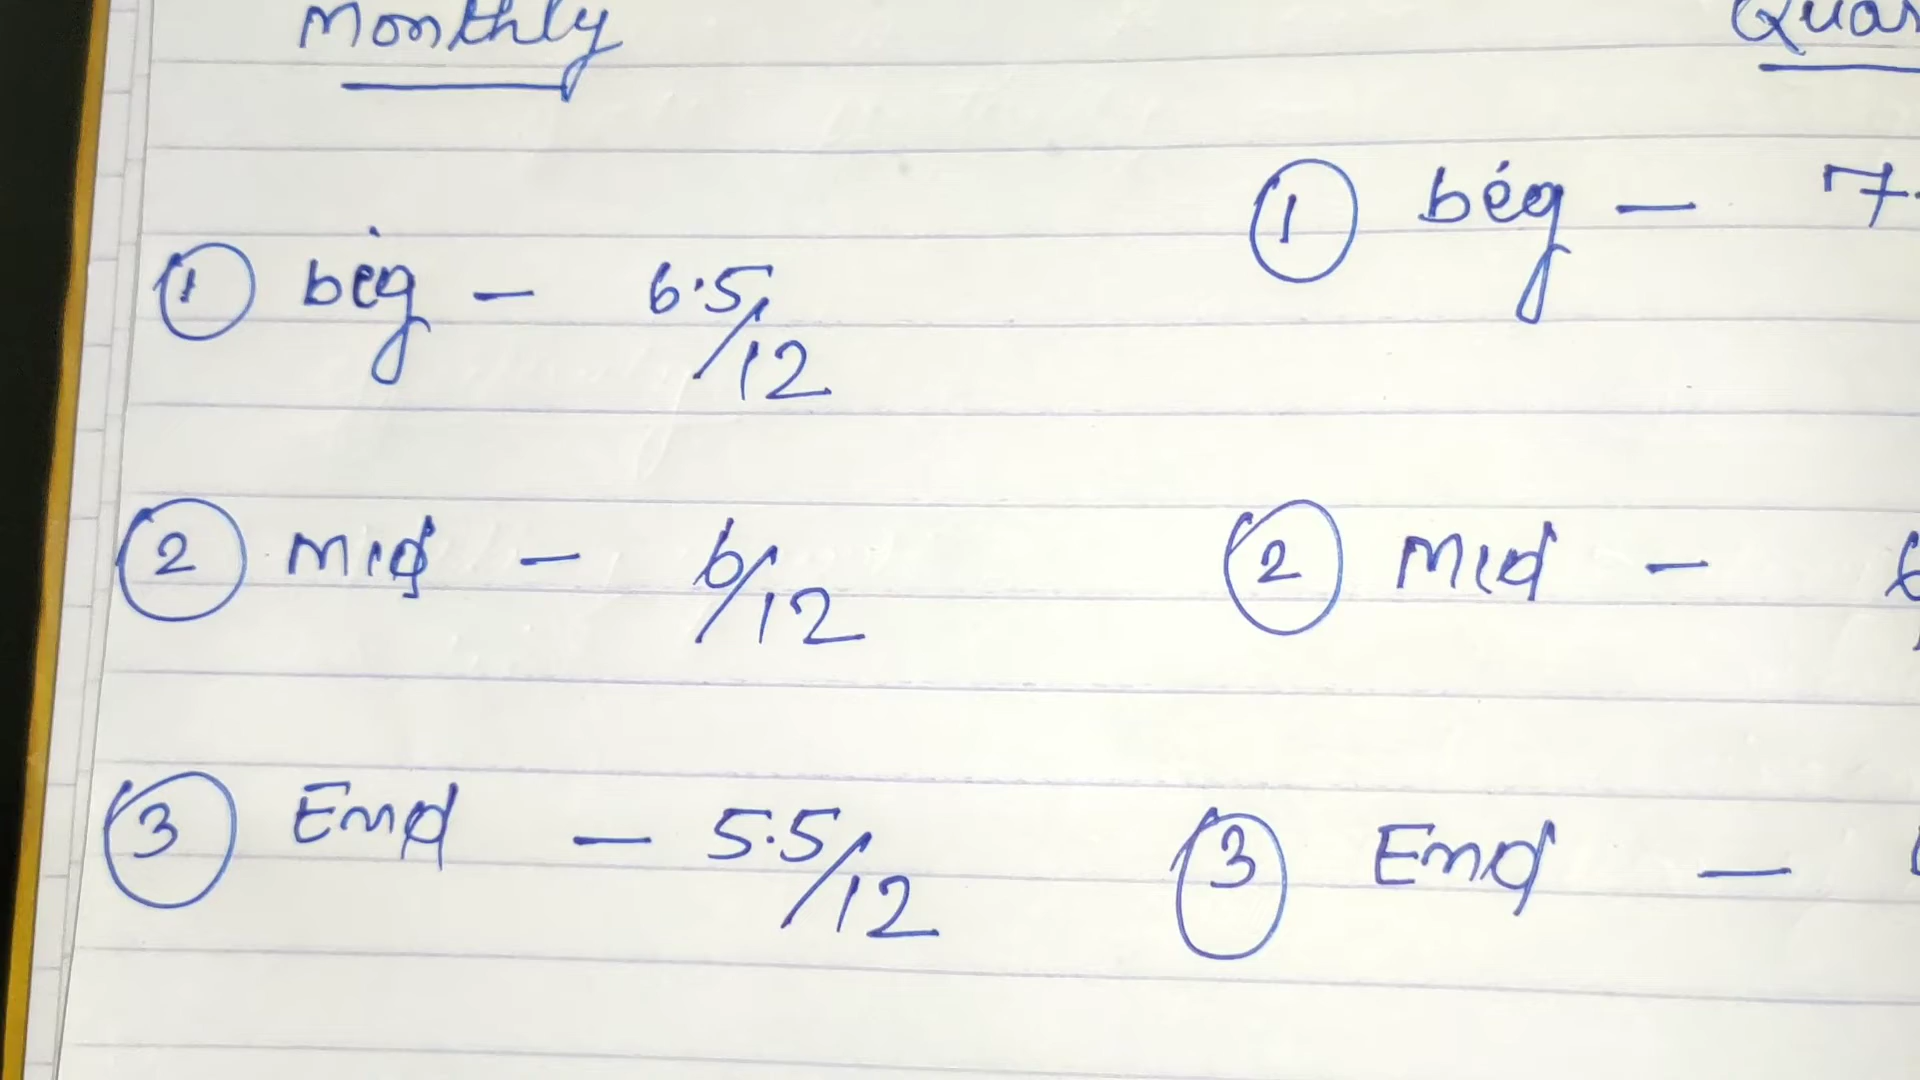 Monthly
① beg - 6.5/12
② Mid - 6/12
③ End - 5.5/12
① beg - 7.
② Mid -
③ End -